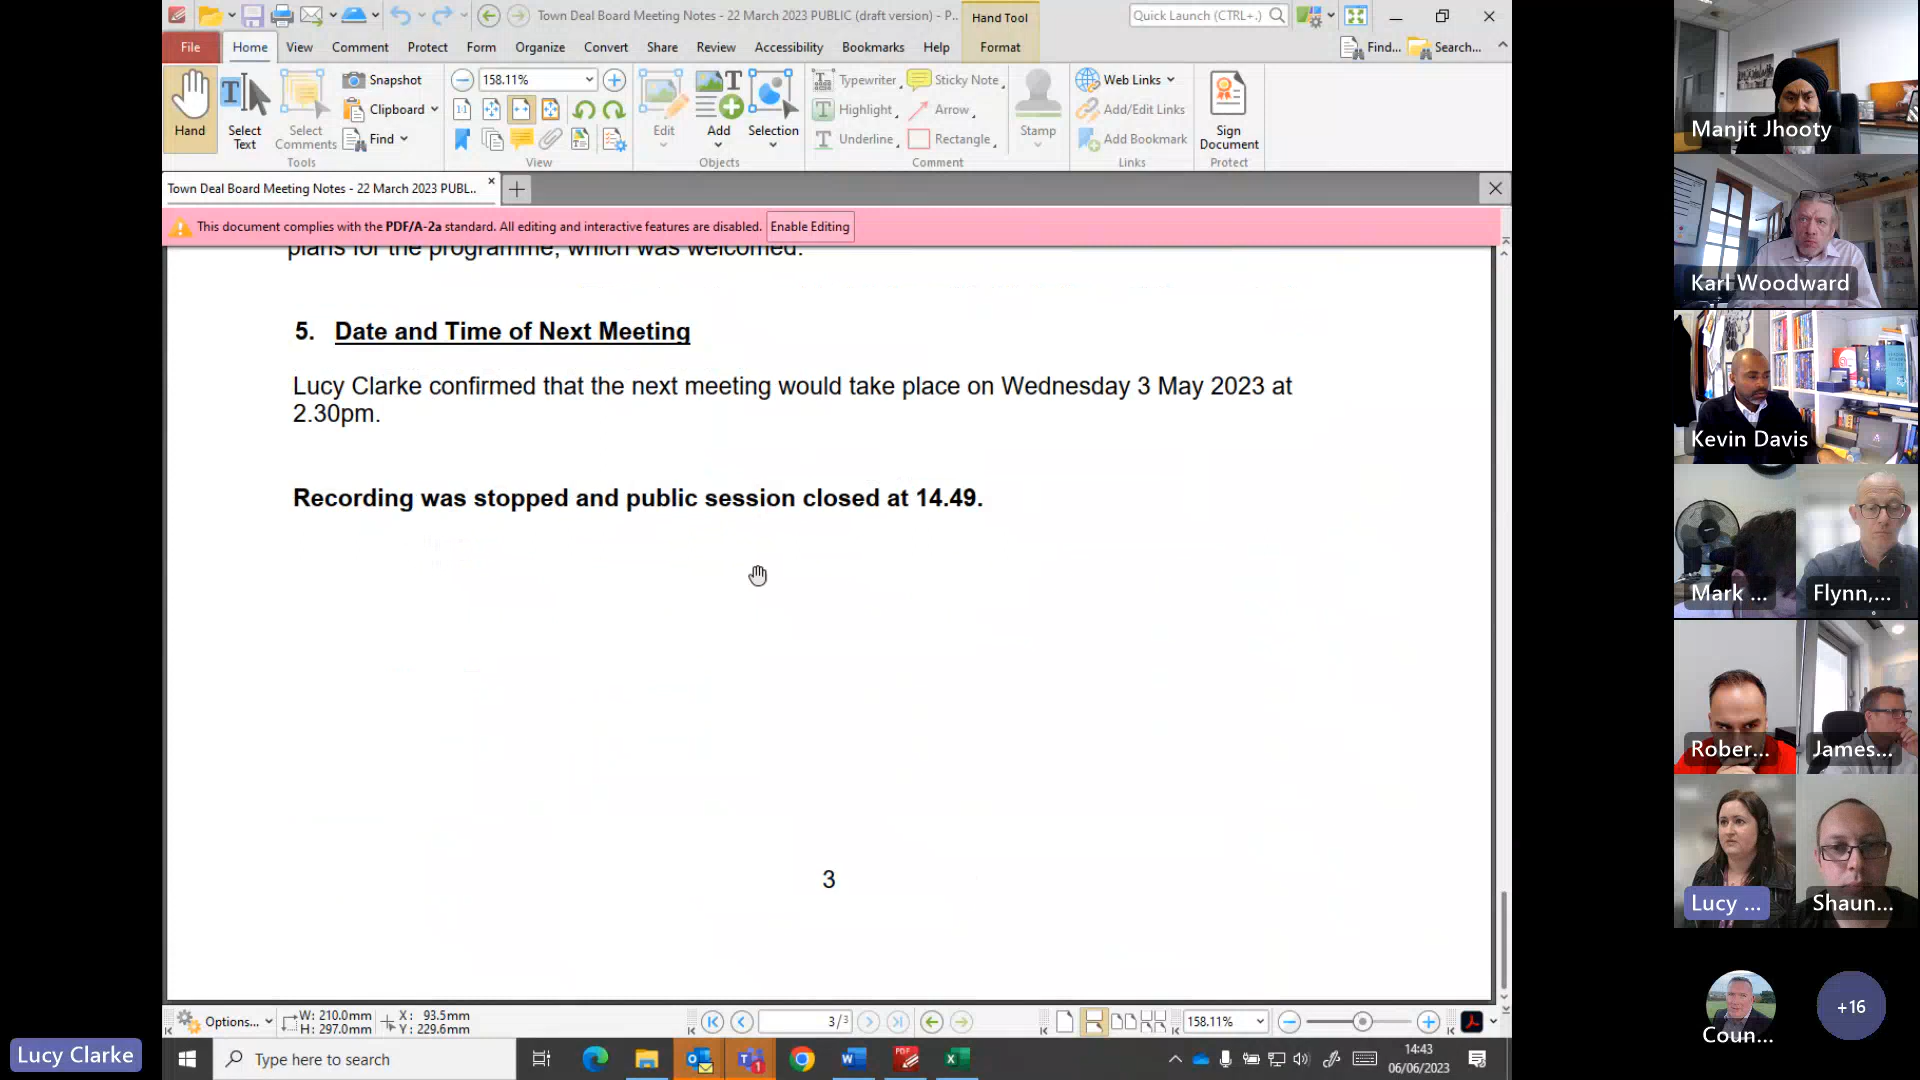 Town Deal Board Meeting Notes - 22 March 2023 PUBLIC (draft version) - P..
Hand Tool
Quick Launch (CTRL+.)
File
Home
View
Comment
Protect
Form
Organize
Convert
Share
Review
Accessibility
Bookmarks
Help
Format
Find...
Search...
Hand
Select
Text
Select
Comments
Snapshot
Clipboard
Find
Tools
158.11%
View
Edit
Add
Selection
Objects
Typewriter
Sticky Note
Highlight
Arrow
Underline
Rectangle
Stamp
Comment
Web Links
Add/Edit Links
Add Bookmark
Links
Sign
Document
Protect
Town Deal Board Meeting Notes - 22 March 2023 PUBL..
This document complies with the PDF/A-2a standard. All editing and interactive features are disabled.
Enable Editing
plans for the programme, which was welcomed.
5. Date and Time of Next Meeting
Lucy Clarke confirmed that the next meeting would take place on Wednesday 3 May 2023 at
2.30pm.
Recording was stopped and public session closed at 14.49.
3
Options...
W: 210.0mm
H: 297.0mm
X: 93.5mm
Y: 229.6mm
3/3
158.11%
Type here to search
14:43
06/06/2023
Lucy Clarke
Manjit Jhooty
Karl Woodward
Kevin Davis
Mark ...
Flynn,...
Rober...
James...
Lucy ...
Shaun...
Coun...
+16